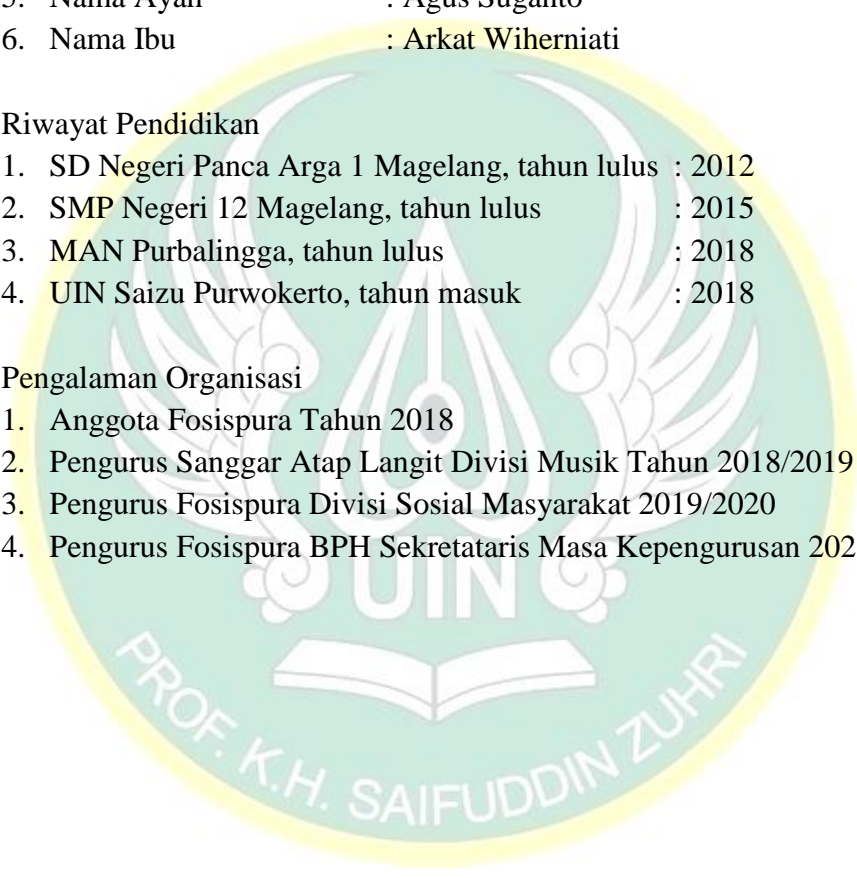 5. Nama Ayah : Agus Suganto
6. Nama Ibu : Arkat Wiherniati
Riwayat Pendidikan
1. SD Negeri Panca Arga 1 Magelang, tahun lulus : 2012
2. SMP Negeri 12 Magelang, tahun lulus : 2015
3. MAN Purbalingga, tahun lulus : 2018
4. UIN Saizu Purwokerto, tahun masuk : 2018
Pengalaman Organisasi
1. Anggota Fosispura Tahun 2018
2. Pengurus Sanggar Atap Langit Divisi Musik Tahun 2018/2019
3. Pengurus Fosispura Divisi Sosial Masyarakat 2019/2020
4. Pengurus Fosispura BPH Sekretataris Masa Kepengurusan 202
UIN
PROF. K.H. SAIFUDDIN ZUHRI